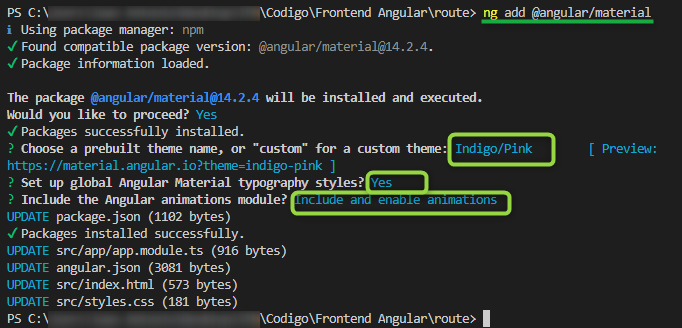 PS C:\ \Codigo\Frontend Angular\route> ng add @angular/material
i Using package manager: npm
✓ Found compatible package version: @angular/material@14.2.4.
✓ Package information loaded.
The package @angular/material@14.2.4 will be installed and executed.
Would you like to proceed? Yes
✓ Packages successfully installed.
? Choose a prebuilt theme name, or "custom" for a custom theme: Indigo/Pink [ Preview:
https://material.angular.io?theme=indigo-pink ]
? Set up global Angular Material typography styles? Yes
? Include the Angular animations module? Include and enable animations
UPDATE package.json (1102 bytes)
✓ Packages installed successfully.
UPDATE src/app/app.module.ts (916 bytes)
UPDATE angular.json (3081 bytes)
UPDATE src/index.html (573 bytes)
UPDATE src/styles.css (181 bytes)
PS C:\ \Codigo\Frontend Angular\route>